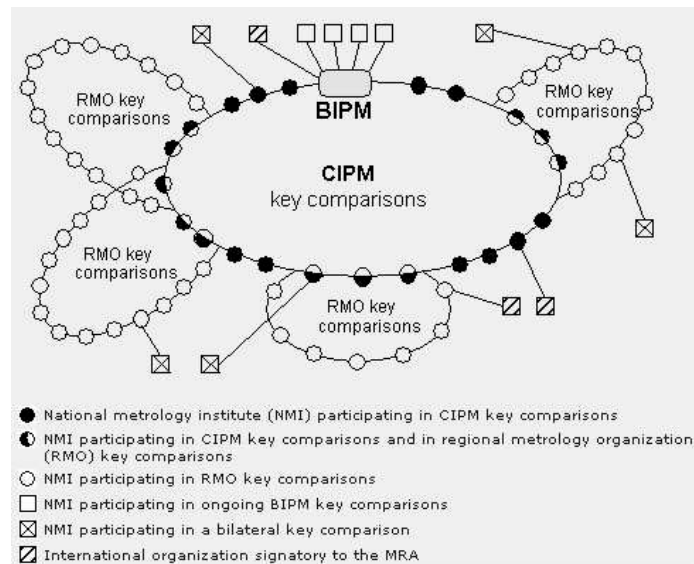 RMO key
comparisons
BIPM
RMO key
comparisons
CIPM
key comparisons
RMO key
comparisons
RMO key
comparisons
National metrology institute (NMI) participating in CIPM key comparisons
NMI participating in CIPM key comparisons and in regional metrology organization
(RMO) key comparisons
NMI participating in RMO key comparisons
NMI participating in ongoing BIPM key comparisons
NMI participating in a bilateral key comparison
International organization signatory to the MRA